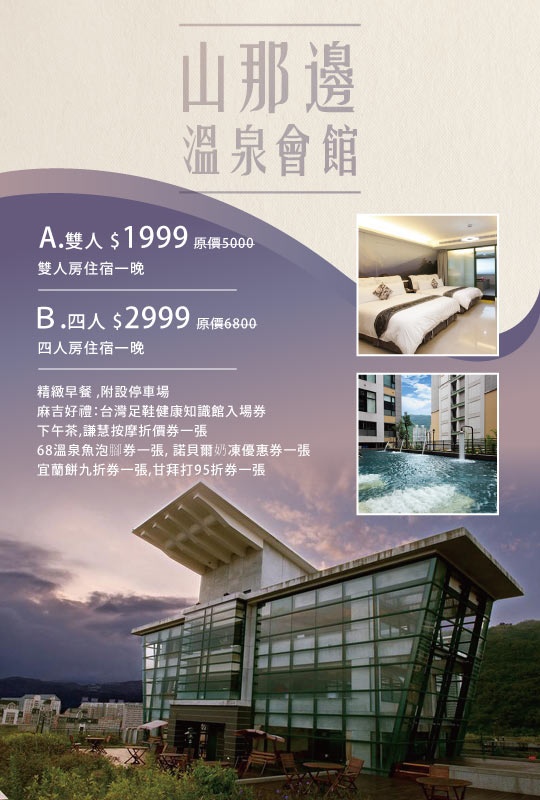 山那邊
溫泉會館
A.雙人 $1999 原價5000
雙人房住宿一晚
B.四人 $2999 原價6800
四人房住宿一晚
精緻早餐 ,附設停車場
麻吉好禮：台灣足鞋健康知識館入場券
下午茶,謙慧按摩折價券一張
68溫泉魚泡腳券一張, 諾貝爾奶凍優惠券一張
宜蘭餅九折券一張,甘拜打95折券一張